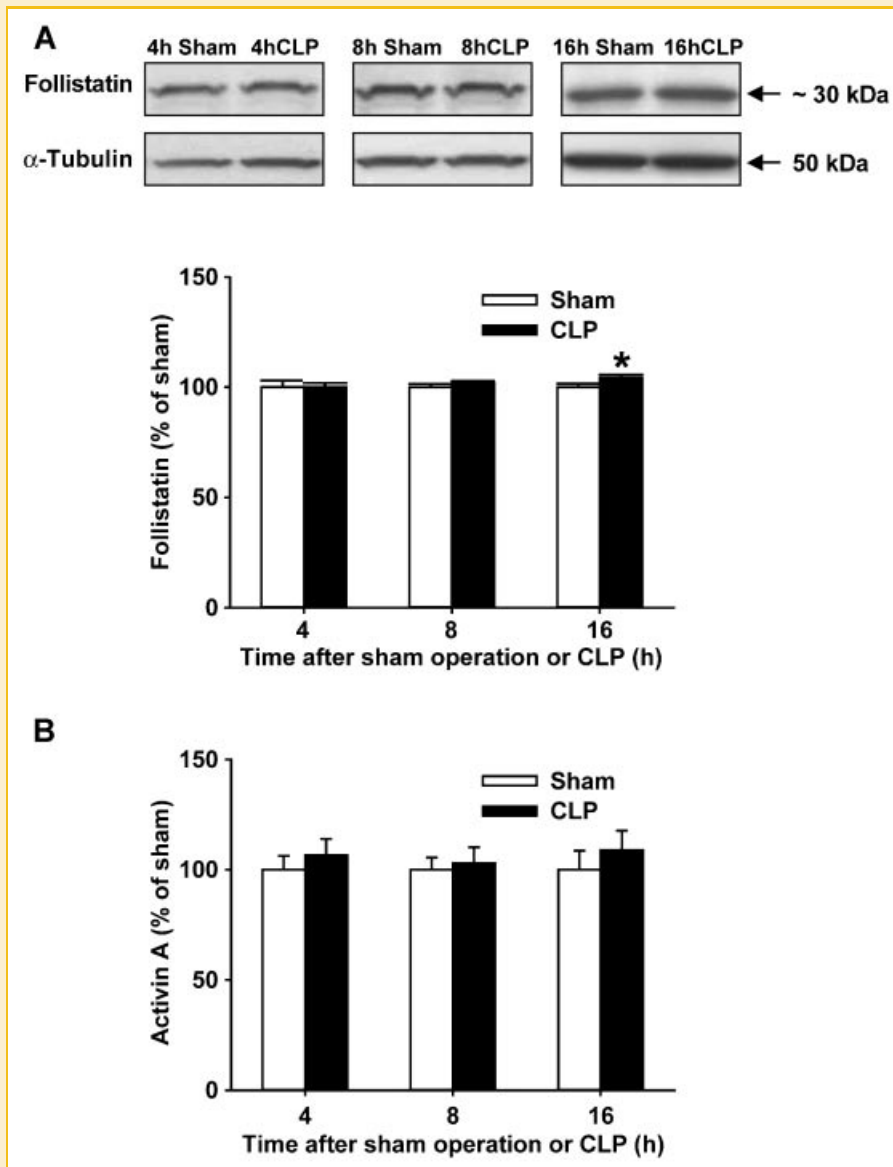 A
4h Sham 4hCLP 8h Sham 8hCLP 16h Sham 16hCLP
Follistatin ~ 30 kDa
α-Tubulin 50 kDa
150
Sham
CLP
*
100
50
0
Follistatin (% of sham)
4 8 16
Time after sham operation or CLP (h)
B
150
Sham
CLP
100
50
0
Activin A (% of sham)
4 8 16
Time after sham operation or CLP (h)